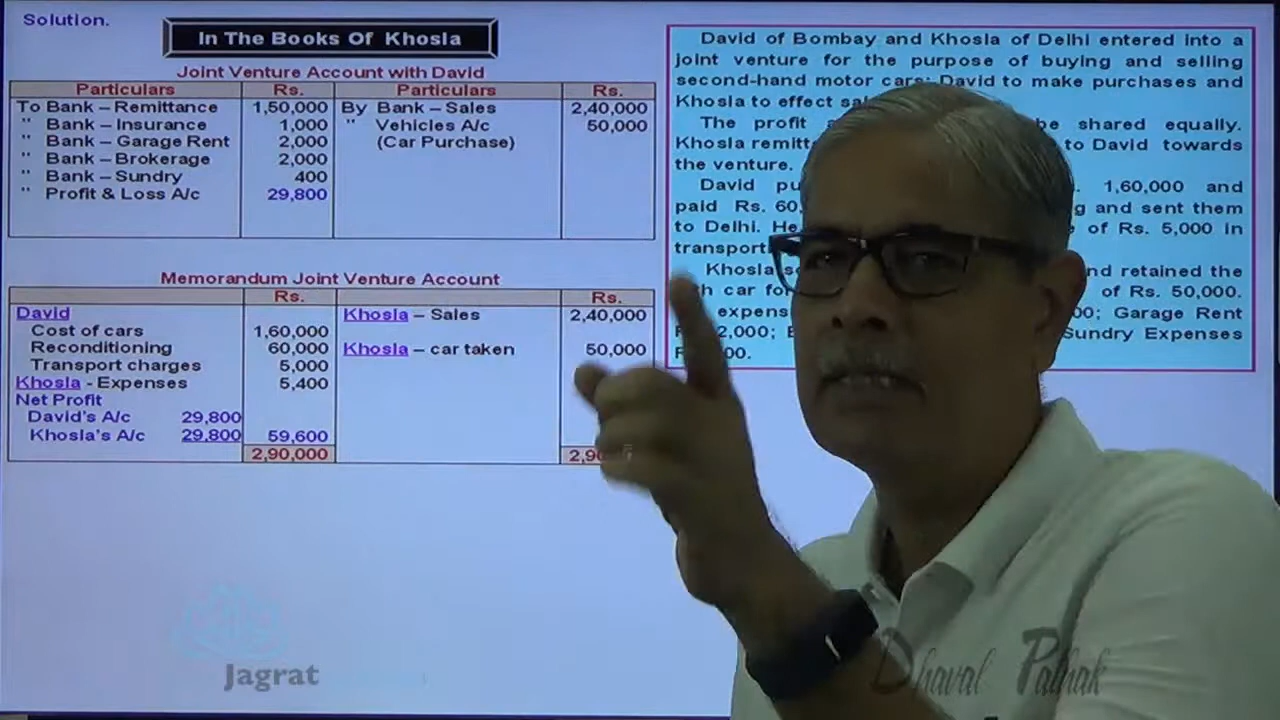 Solution.
In The Books Of Khosla
Joint Venture Account with David
Particulars Rs. Particulars Rs.
To Bank – Remittance 1,50,000 By Bank – Sales 2,40,000
" Bank – Insurance 1,000 " Vehicles A/c 50,000
" Bank – Garage Rent 2,000 (Car Purchase)
" Bank – Brokerage 2,000
" Bank – Sundry 400
" Profit & Loss A/c 29,800
Memorandum Joint Venture Account
Rs. Rs.
David Khosla – Sales 2,40,000
Cost of cars 1,60,000
Reconditioning 60,000 Khosla – car taken 50,000
Transport charges 5,000
Khosla - Expenses 5,400
Net Profit
David's A/c 29,800
Khosla's A/c 29,800 59,600
2,90,000 2,9
David of Bombay and Khosla of Delhi entered into a
joint venture for the purpose of buying and selling
second-hand motor cars; David to make purchases and
Khosla to effect
The profit be shared equally.
Khosla to David towards
the venture.
David 1,60,000 and
paid Rs. and sent them
to Delhi. He of Rs. 5,000 in
Khosla retained the
car of Rs. 50,000.
Garage Rent
2,000; Sundry Expenses
Jagrat
Dhaval Pathak